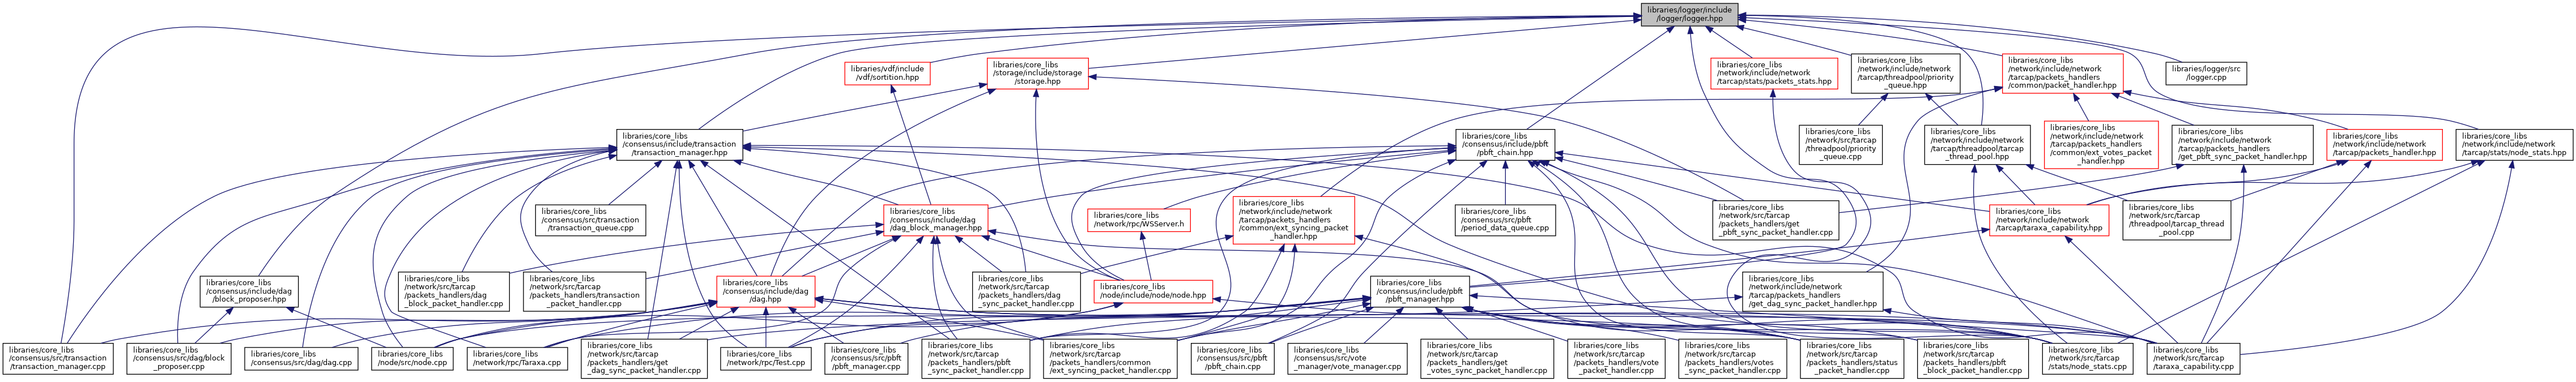 libraries/logger/include
/logger/logger.hpp
libraries/vdf/include
/vdf/sortition.hpp
libraries/core_libs
/storage/include/storage
/storage.hpp
libraries/core_libs
/network/include/network
/tarcap/stats/packets_stats.hpp
libraries/core_libs
/network/include/network
/tarcap/threadpool/priority
_queue.hpp
libraries/core_libs
/network/include/network
/tarcap/packets_handlers
/common/packet_handler.hpp
libraries/logger/src
/logger.cpp
libraries/core_libs
/consensus/include/transaction
/transaction_manager.hpp
libraries/core_libs
/consensus/include/pbft
/pbft_chain.hpp
libraries/core_libs
/network/src/tarcap
/threadpool/priority
_queue.cpp
libraries/core_libs
/network/include/network
/tarcap/threadpool/tarcap
_thread_pool.hpp
libraries/core_libs
/network/include/network
/tarcap/packets_handlers
/common/ext_votes_packet
_handler.hpp
libraries/core_libs
/network/include/network
/tarcap/packets_handlers
/get_pbft_sync_packet_handler.hpp
libraries/core_libs
/network/include/network
/tarcap/packets_handler.hpp
libraries/core_libs
/network/include/network
/tarcap/stats/node_stats.hpp
libraries/core_libs
/consensus/src/transaction
/transaction_queue.cpp
libraries/core_libs
/consensus/include/dag
/dag_block_manager.hpp
libraries/core_libs
/network/rpc/WSServer.h
libraries/core_libs
/network/include/network
/tarcap/packets_handlers
/common/ext_syncing_packet
_handler.hpp
libraries/core_libs
/consensus/src/pbft
/period_data_queue.cpp
libraries/core_libs
/network/src/tarcap
/packets_handlers/get
_pbft_sync_packet_handler.cpp
libraries/core_libs
/network/include/network
/tarcap/taraxa_capability.hpp
libraries/core_libs
/network/src/tarcap
/threadpool/tarcap_thread
_pool.cpp
libraries/core_libs
/consensus/include/dag
/block_proposer.hpp
libraries/core_libs
/network/src/tarcap
/packets_handlers/dag
_block_packet_handler.cpp
libraries/core_libs
/network/src/tarcap
/packets_handlers/transaction
_packet_handler.cpp
libraries/core_libs
/consensus/include/dag
/dag.hpp
libraries/core_libs
/network/src/tarcap
/packets_handlers/dag
_sync_packet_handler.cpp
libraries/core_libs
/node/include/node/node.hpp
libraries/core_libs
/consensus/include/pbft
/pbft_manager.hpp
libraries/core_libs
/network/include/network
/tarcap/packets_handlers
/get_dag_sync_packet_handler.hpp
libraries/core_libs
/consensus/src/transaction
/transaction_manager.cpp
libraries/core_libs
/consensus/src/dag/block
_proposer.cpp
libraries/core_libs
/consensus/src/dag/dag.cpp
libraries/core_libs
/node/src/node.cpp
libraries/core_libs
/network/rpc/Taraxa.cpp
libraries/core_libs
/network/src/tarcap
/packets_handlers/get
_dag_sync_packet_handler.cpp
libraries/core_libs
/network/rpc/Test.cpp
libraries/core_libs
/consensus/src/pbft
/pbft_manager.cpp
libraries/core_libs
/network/src/tarcap
/packets_handlers/pbft
_sync_packet_handler.cpp
libraries/core_libs
/network/src/tarcap
/packets_handlers/common
/ext_syncing_packet_handler.cpp
libraries/core_libs
/consensus/src/pbft
/pbft_chain.cpp
libraries/core_libs
/consensus/src/vote
_manager/vote_manager.cpp
libraries/core_libs
/network/src/tarcap
/packets_handlers/get
_votes_sync_packet_handler.cpp
libraries/core_libs
/network/src/tarcap
/packets_handlers/vote
_packet_handler.cpp
libraries/core_libs
/network/src/tarcap
/packets_handlers/votes
_sync_packet_handler.cpp
libraries/core_libs
/network/src/tarcap
/packets_handlers/status
_packet_handler.cpp
libraries/core_libs
/network/src/tarcap
/packets_handlers/pbft
_block_packet_handler.cpp
libraries/core_libs
/network/src/tarcap
/stats/node_stats.cpp
libraries/core_libs
/network/src/tarcap
/taraxa_capability.cpp